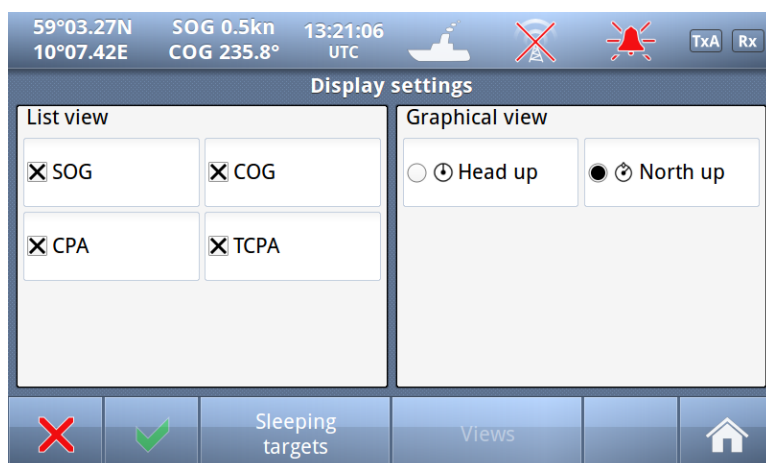 59°03.27N SOG 0.5kn 13:21:06
10°07.42E COG 235.8° UTC
TxA Rx
Display settings
List view
Graphical view
SOG
COG
Head up
North up
CPA
TCPA
Sleeping
targets
Views